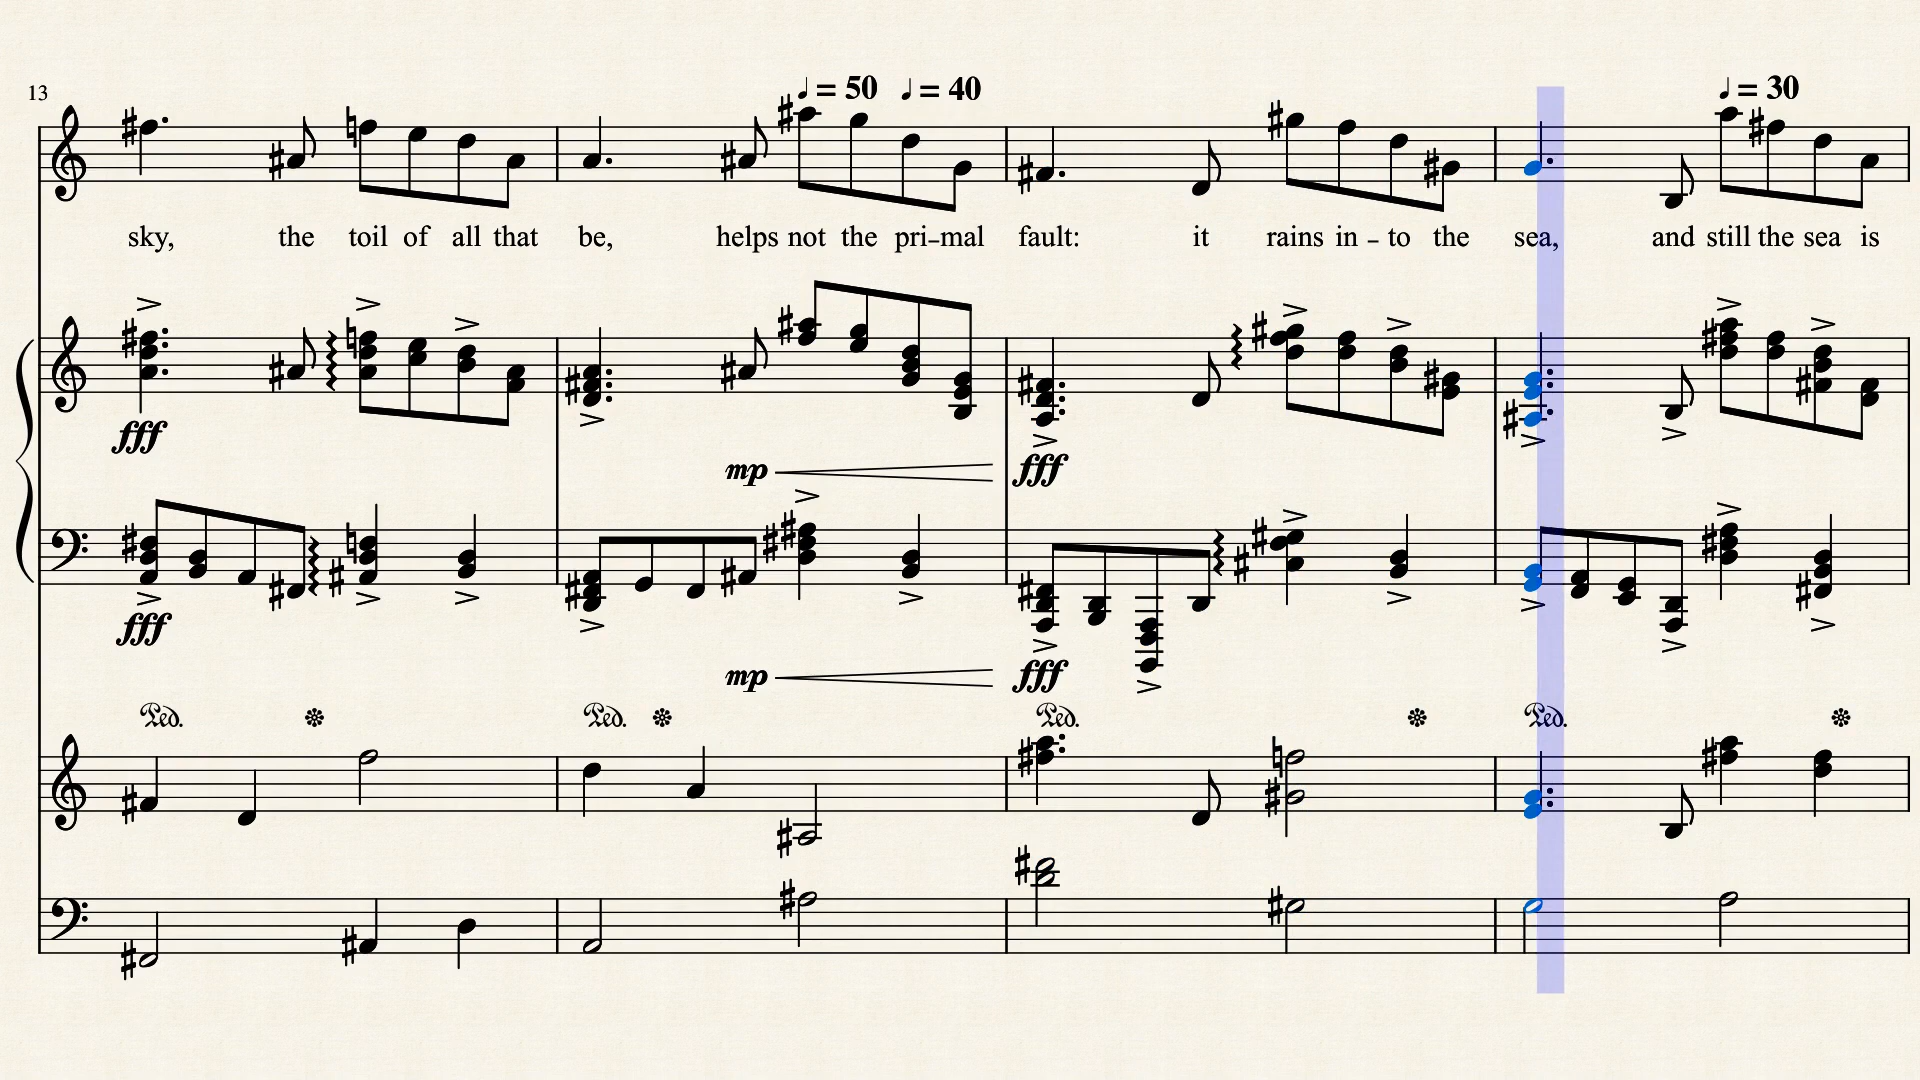 ♩ = 50 ♩ = 40 ♩ = 30
13
sky, the toil of all that be, helps not the pri-mal fault: it rains in-to the sea, and still the sea is
fff
mp fff
fff
mp fff
Ped. Ped. Ped. Ped.